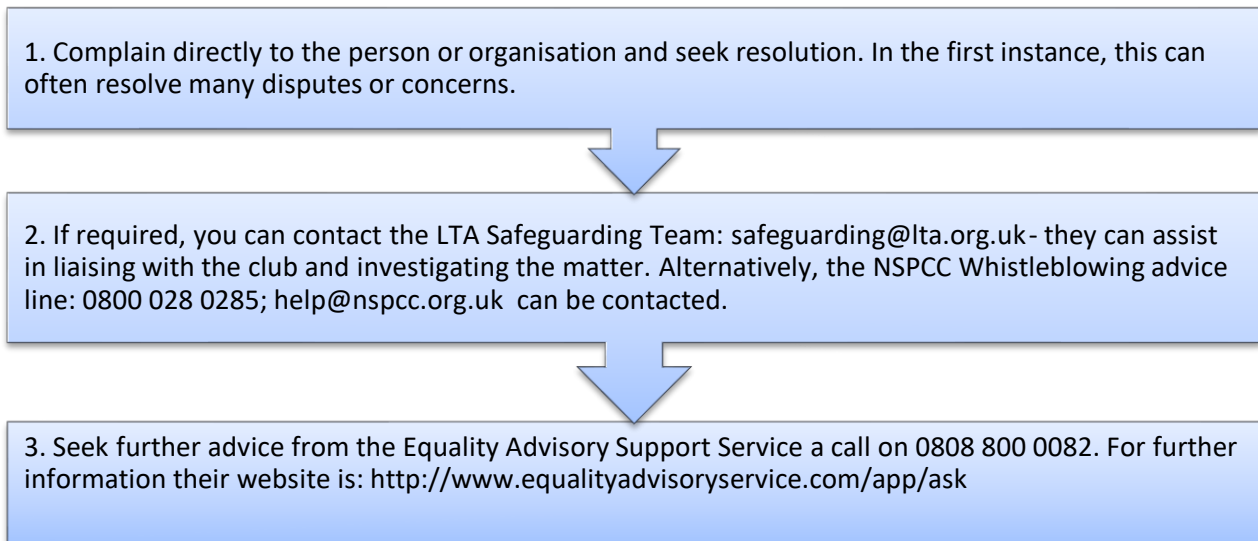 1. Complain directly to the person or organisation and seek resolution. In the first instance, this can
often resolve many disputes or concerns.
2. If required, you can contact the LTA Safeguarding Team: safeguarding@lta.org.uk - they can assist
in liaising with the club and investigating the matter. Alternatively, the NSPCC Whistleblowing advice
line: 0800 028 0285; help@nspcc.org.uk can be contacted.
3. Seek further advice from the Equality Advisory Support Service a call on 0808 800 0082. For further
information their website is: http://www.equalityadvisoryservice.com/app/ask